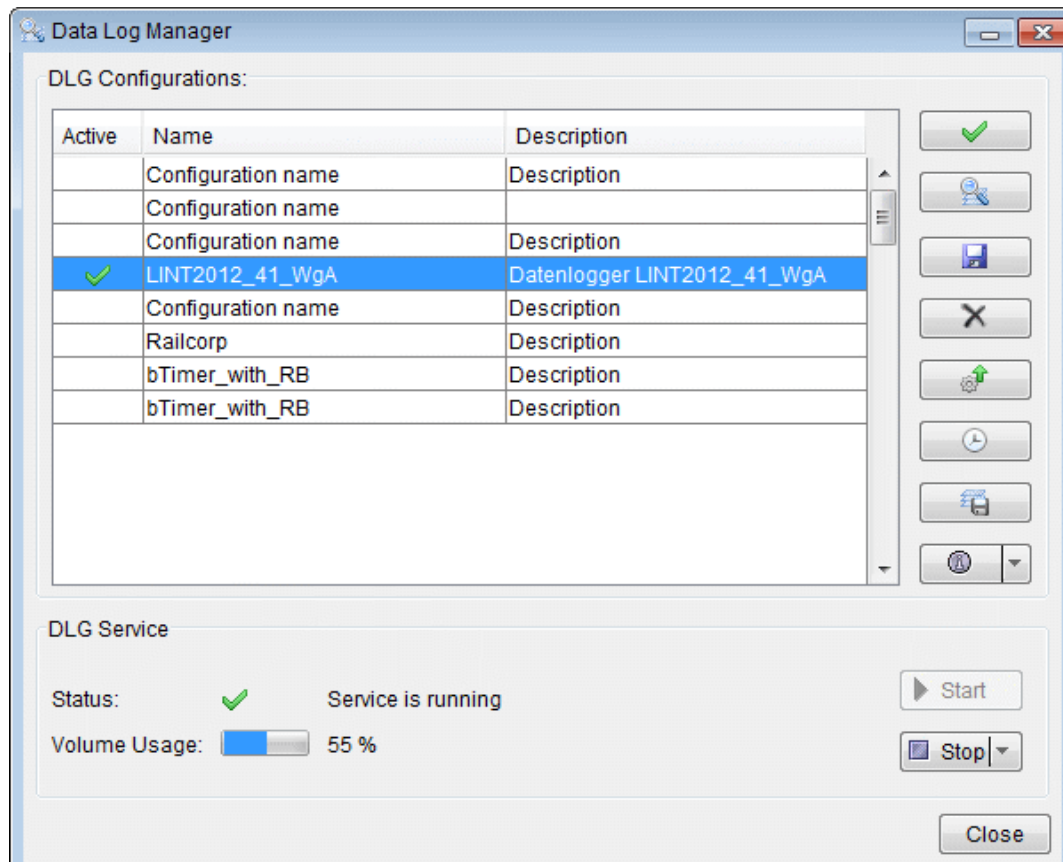 Data Log Manager
DLG Configurations:
Active Name Description
Configuration name Description
Configuration name
Configuration name Description
LINT2012_41_WgA Datenlogger LINT2012_41_WgA
Configuration name Description
Railcorp Description
bTimer_with_RB Description
bTimer_with_RB Description
DLG Service
Status: Service is running
Start
Volume Usage: 55 %
Stop
Close